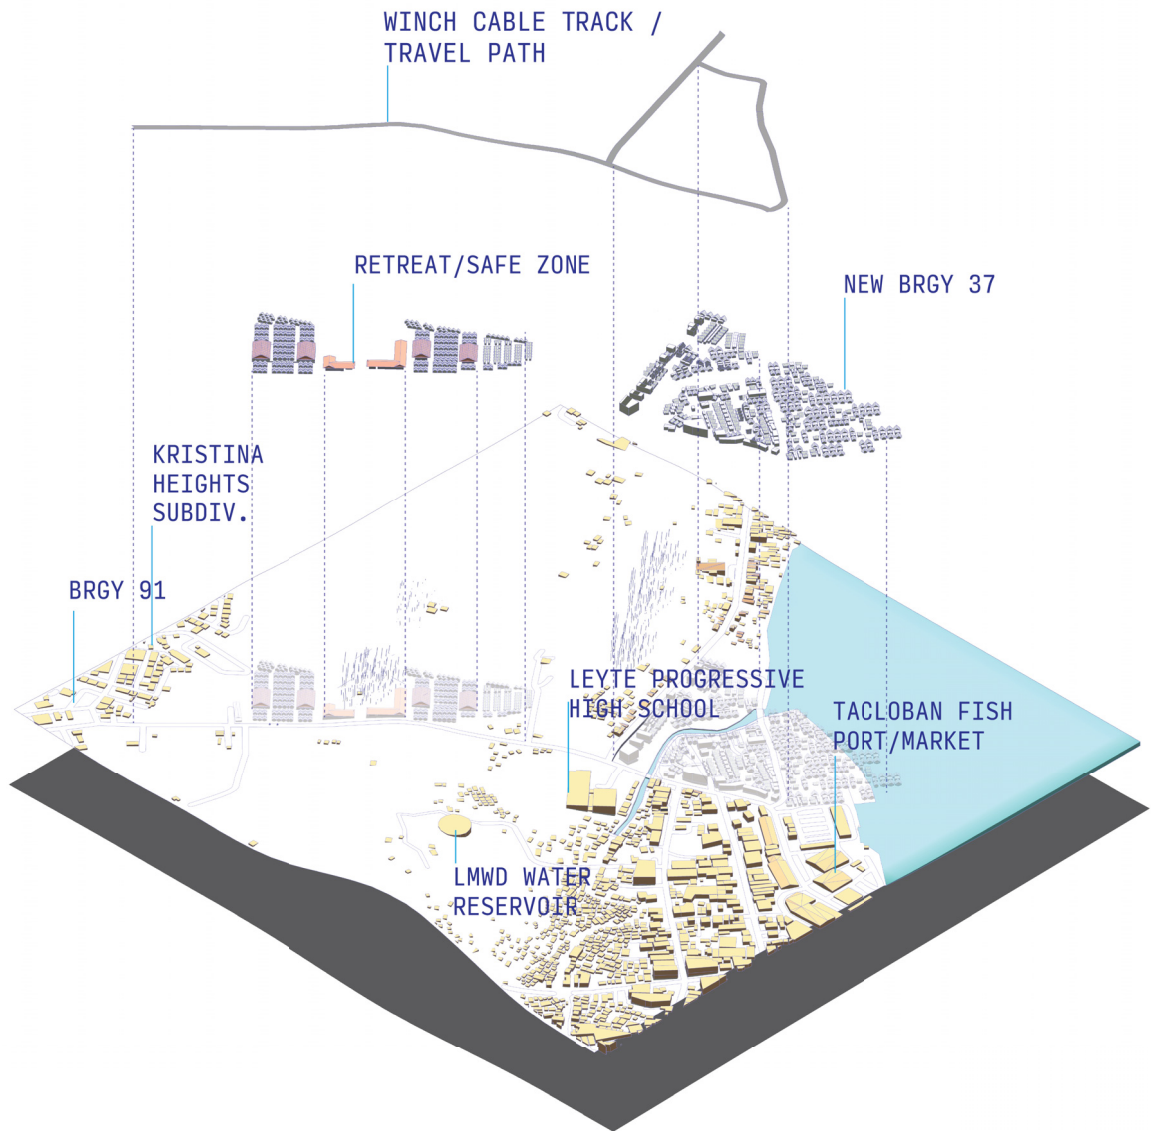 WINCH CABLE TRACK /
TRAVEL PATH
RETREAT/SAFE ZONE
NEW BRGY 37
KRISTINA
HEIGHTS
SUBDIV.
BRGY 91
LEYTE PROGRESSIVE
HIGH SCHOOL
TACLOBAN FISH
PORT/MARKET
LMWD WATER
RESERVOIR